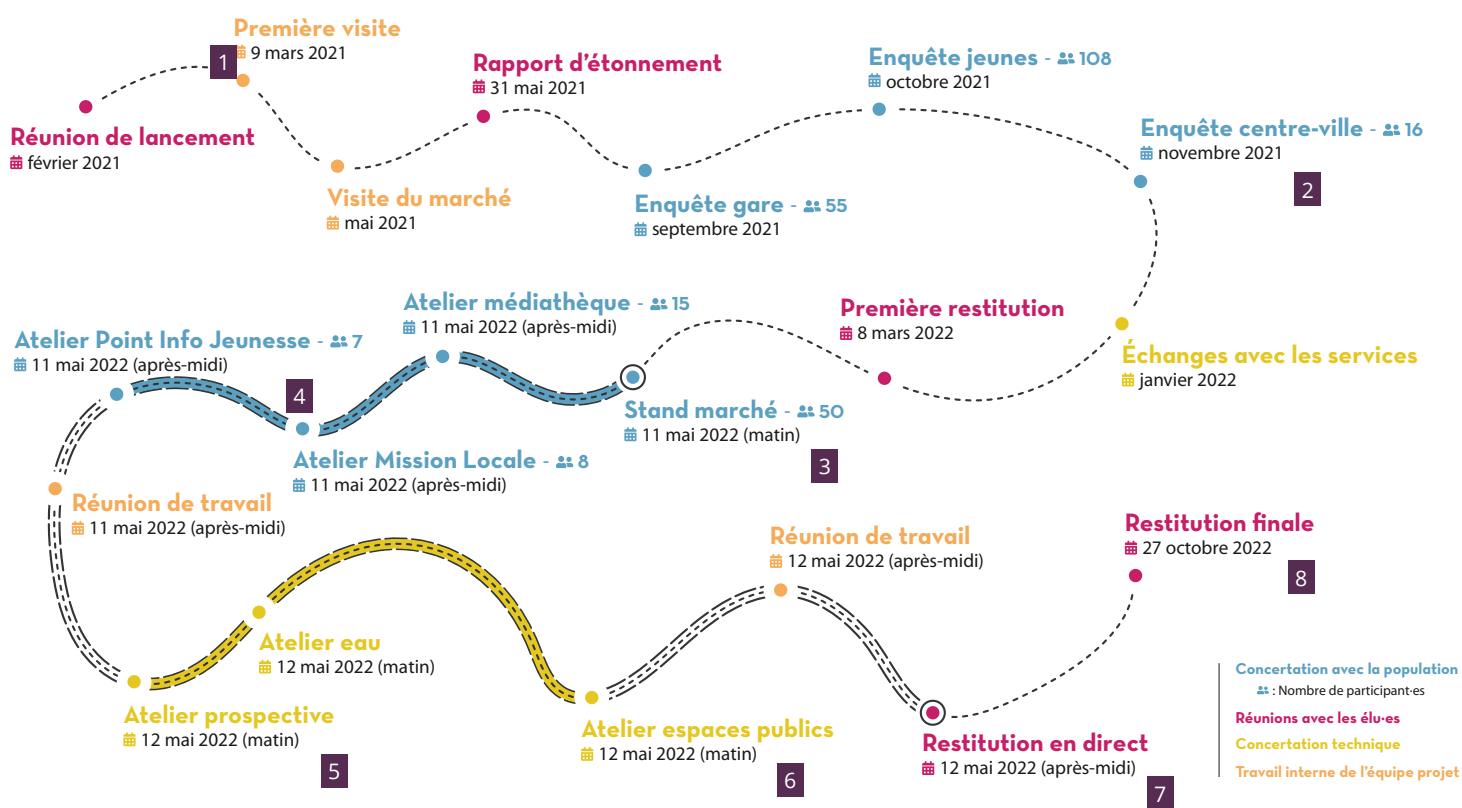 Première visite
9 mars 2021
1
Réunion de lancement
février 2021
Visite du marché
mai 2021
Rapport d'étonnement
31 mai 2021
Enquête gare - 55
septembre 2021
Enquête jeunes - 108
octobre 2021
Enquête centre-ville - 16
novembre 2021
2
Échanges avec les services
janvier 2022
Première restitution
8 mars 2022
Stand marché - 50
11 mai 2022 (matin)
3
Atelier médiathèque - 15
11 mai 2022 (après-midi)
4
Atelier Mission Locale - 8
11 mai 2022 (après-midi)
Atelier Point Info Jeunesse - 7
11 mai 2022 (après-midi)
Réunion de travail
11 mai 2022 (après-midi)
Atelier prospective
12 mai 2022 (matin)
5
Atelier eau
12 mai 2022 (matin)
Atelier espaces publics
12 mai 2022 (matin)
6
Réunion de travail
12 mai 2022 (après-midi)
Restitution en direct
12 mai 2022 (après-midi)
7
Restitution finale
27 octobre 2022
8
Concertation avec la population
: Nombre de participant·es
Réunions avec les élu·es
Concertation technique
Travail interne de l'équipe projet